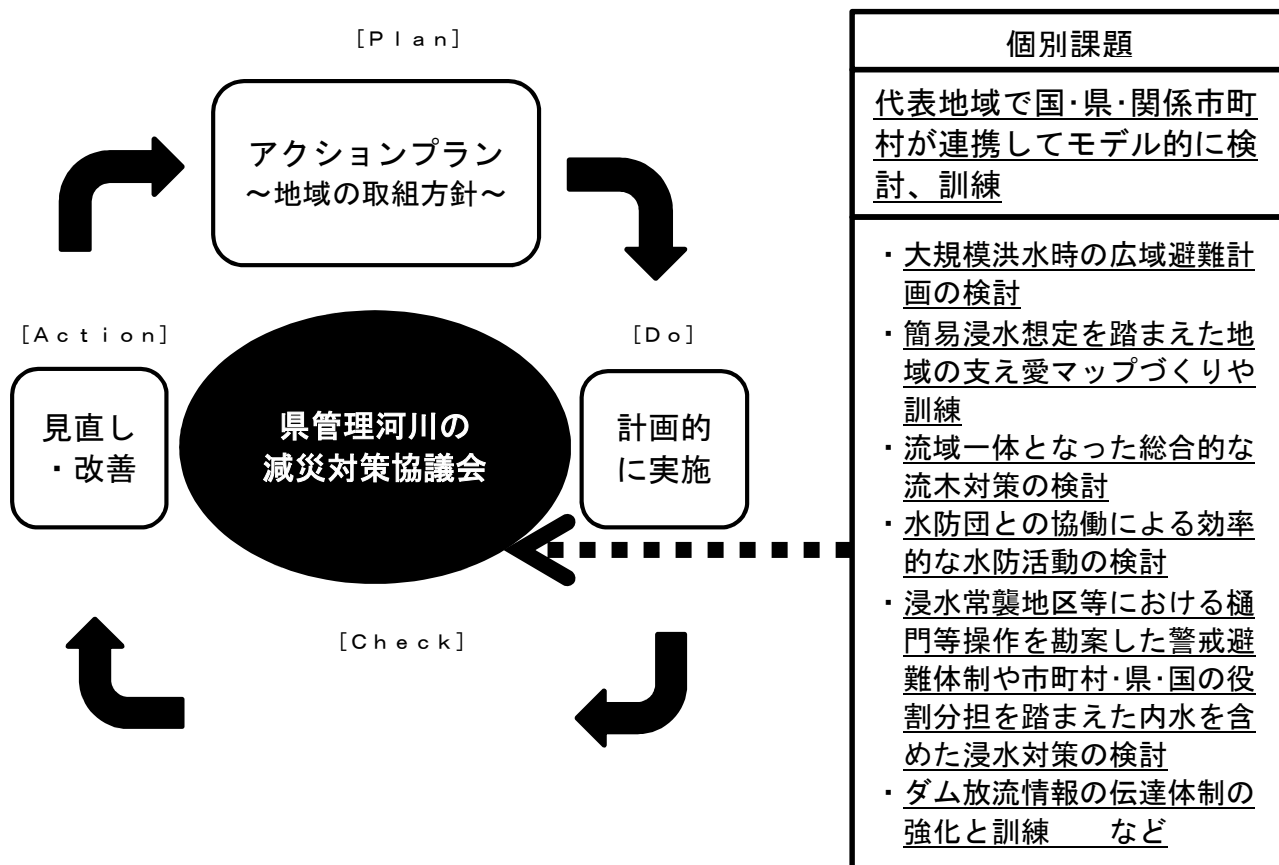 [Plan]
アクションプラン
～地域の取組方針～
[Action]
[Do]
見直し
・改善
県管理河川の
減災対策協議会
計画的
に実施
[Check]
個別課題
代表地域で国・県・関係市町
村が連携してモデル的に検
討、訓練
・大規模洪水時の広域避難計
画の検討
・簡易浸水想定を踏まえた地
域の支え愛マップづくりや
訓練
・流域一体となった総合的な
流木対策の検討
・水防団との協働による効率
的な水防活動の検討
・浸水常襲地区等における樋
門等操作を勘案した警戒避
難体制や市町村・県・国の役
割分担を踏まえた内水を含
めた浸水対策の検討
・ダム放流情報の伝達体制の
強化と訓練　　など